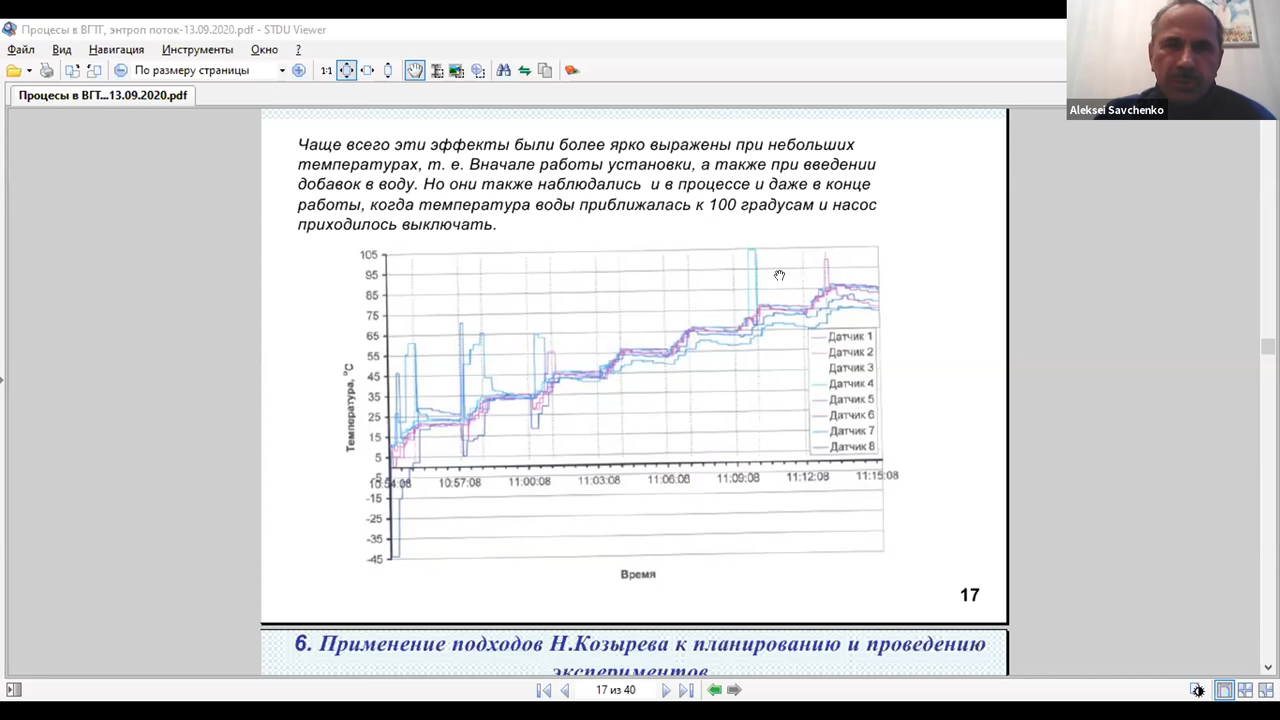 Процесы в ВГТГ, энтроп поток-13.09.2020.pdf - STDU Viewer
Файл Вид Навигация Инструменты Окно ?
По размеру страницы 1:1
Процесы в ВГТ...13.09.2020.pdf
Aleksei Savchenko
Чаще всего эти эффекты были более ярко выражены при небольших
температурах, т. е. Вначале работы установки, а также при введении
добавок в воду. Но они также наблюдались и в процессе и даже в конце
работы, когда температура воды приближалась к 100 градусам и насос
приходилось выключать.
Температура, °C
105
95
85
75
65
55
45
35
25
15
5
-5
-15
-25
-35
-45
10:54:08 10:57:08 11:00:08 11:03:08 11:06:08 11:09:08 11:12:08 11:15:08
Датчик 1
Датчик 2
Датчик 3
Датчик 4
Датчик 5
Датчик 6
Датчик 7
Датчик 8
Время
17
6. Применение подходов Н.Козырева к планированию и проведению
экспериментов
17 из 40